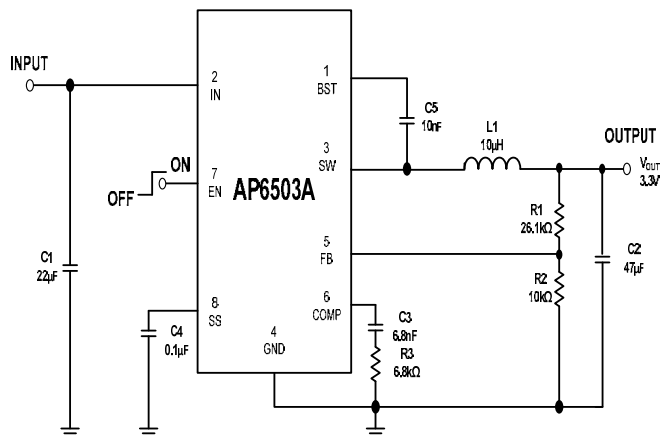 INPUT
2
IN
1
BST
C5
10nF
L1
10µH
OUTPUT
3
SW
V_OUT
3.3V
ON
OFF
7
EN
AP6503A
R1
26.1kΩ
5
FB
C1
22µF
C2
47µF
R2
10kΩ
6
COMP
8
SS
C4
0.1µF
4
GND
C3
6.8nF
R3
6.8kΩ